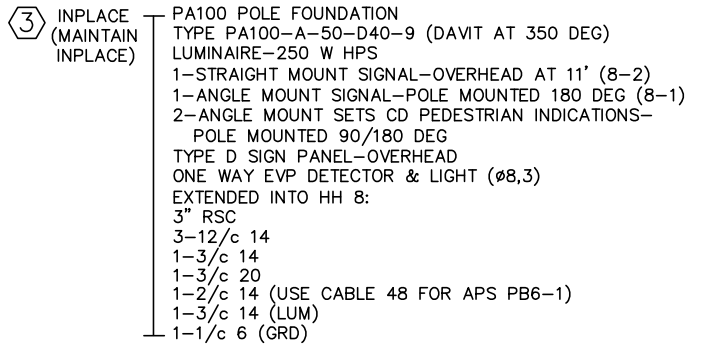 3 INPLACE (MAINTAIN INPLACE)
PA100 POLE FOUNDATION
TYPE PA100-A-50-D40-9 (DAVIT AT 350 DEG)
LUMINAIRE-250 W HPS
1-STRAIGHT MOUNT SIGNAL-OVERHEAD AT 11' (8-2)
1-ANGLE MOUNT SIGNAL-POLE MOUNTED 180 DEG (8-1)
2-ANGLE MOUNT SETS CD PEDESTRIAN INDICATIONS-
POLE MOUNTED 90/180 DEG
TYPE D SIGN PANEL-OVERHEAD
ONE WAY EVP DETECTOR & LIGHT (ø8,3)
EXTENDED INTO HH 8:
3" RSC
3-12/c 14
1-3/c 14
1-3/c 20
1-2/c 14 (USE CABLE 48 FOR APS PB6-1)
1-3/c 14 (LUM)
1-1/c 6 (GRD)